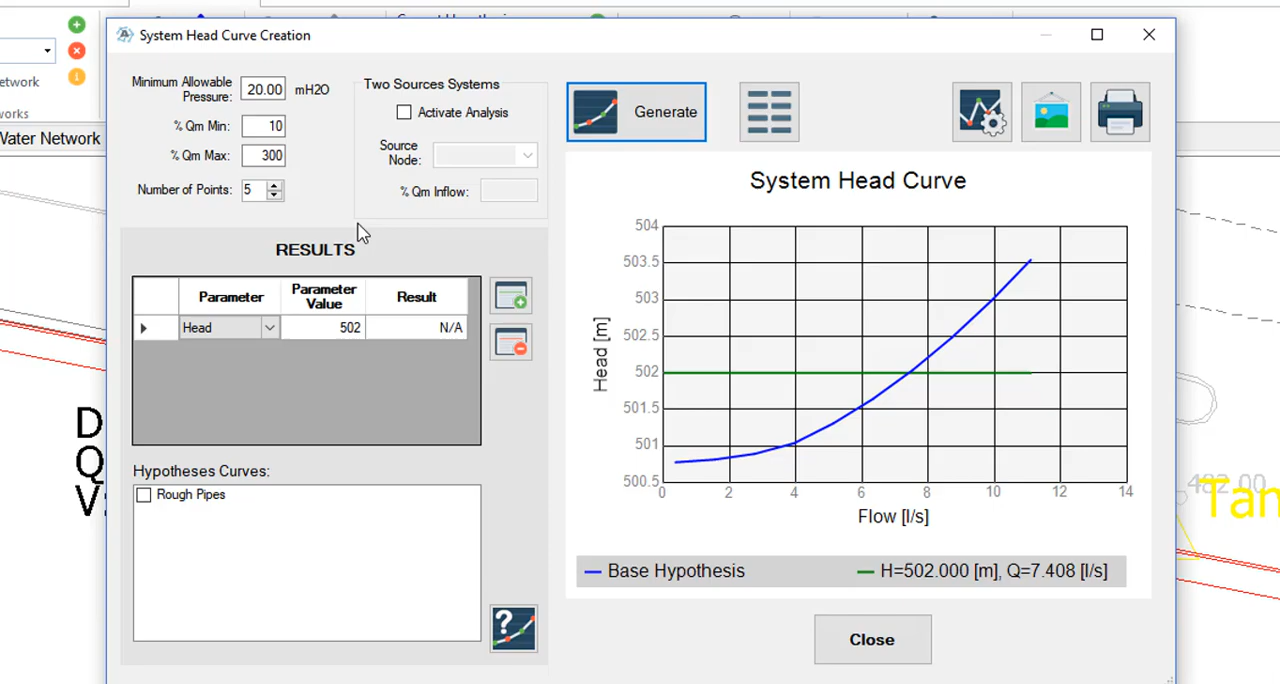 System Head Curve Creation
etwork
works
Water Network
Minimum Allowable
Pressure:
20.00
mH2O
% Qm Min:
10
% Qm Max:
300
Number of Points:
5
Two Sources Systems
Activate Analysis
Source
Node:
% Qm Inflow:
Generate
RESULTS
Parameter
Parameter
Value
Result
Head
502
N/A
Hypotheses Curves:
Rough Pipes
?
System Head Curve
Head [m]
504
503.5
503
502.5
502
501.5
501
500.5
0
2
4
6
8
10
12
14
Flow [l/s]
Base Hypothesis
H=502.000 [m], Q=7.408 [l/s]
Close
D
Q
V:
482.00
Tan